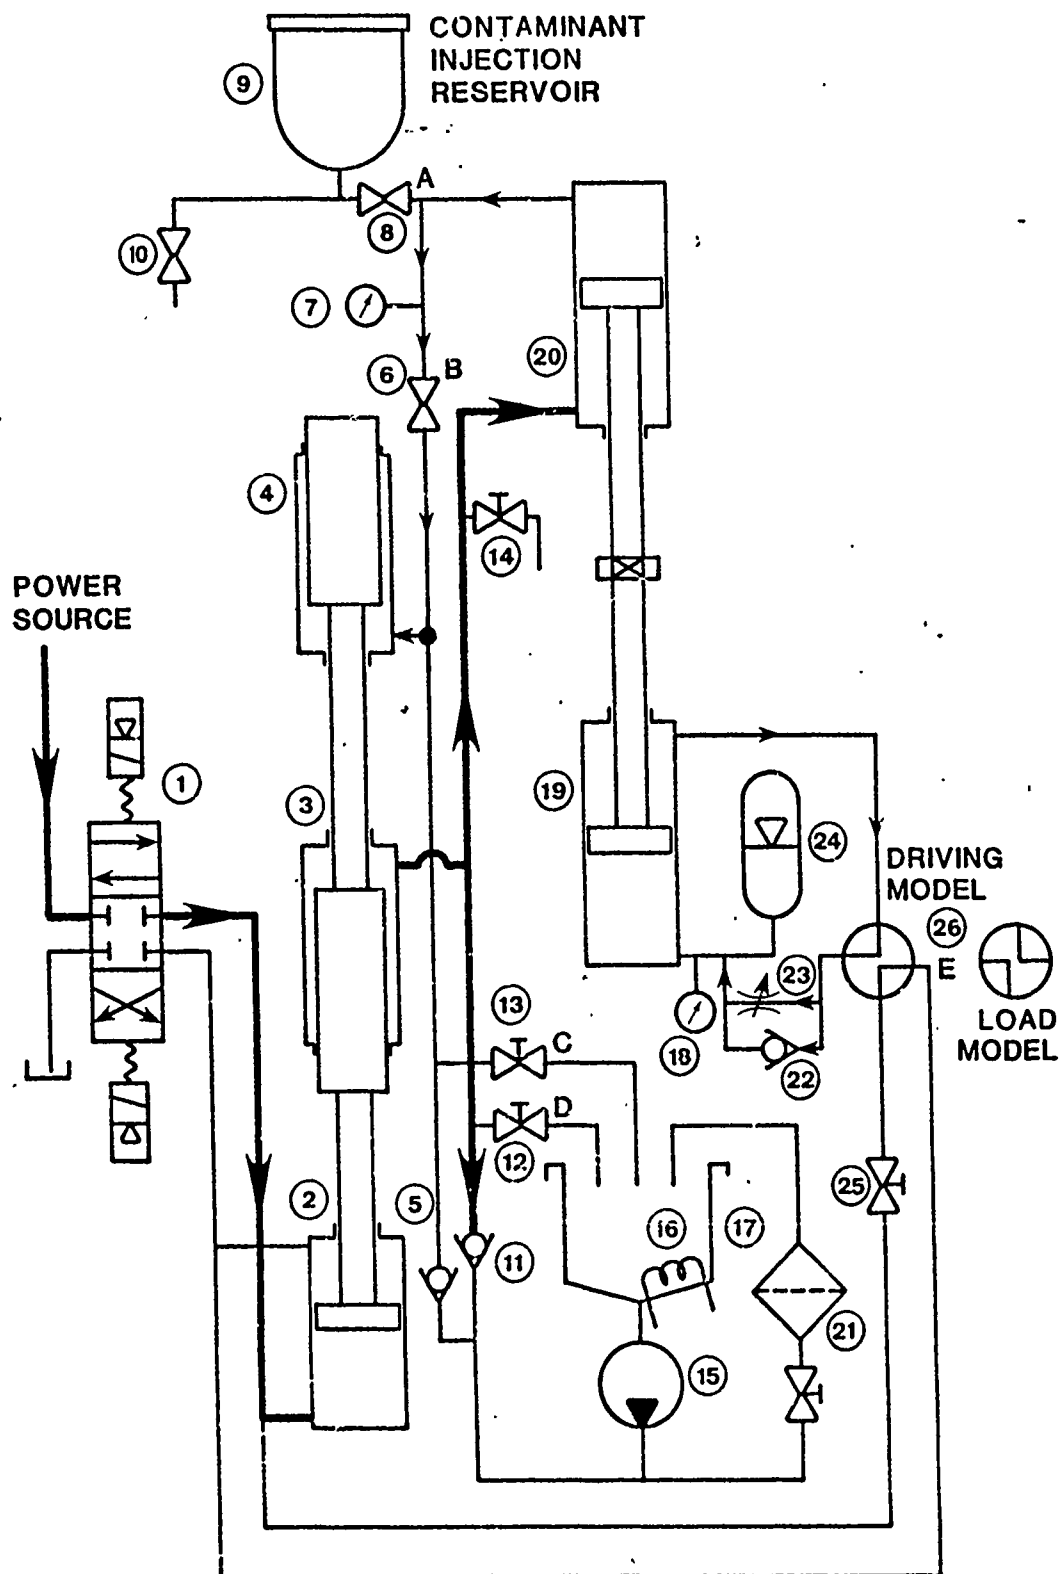 CONTAMINANT
INJECTION
RESERVOIR
9
A
8
10
7
6
B
20
4
14
POWER
SOURCE
1
3
19
24
DRIVING
MODEL
26
E
23
LOAD
MODEL
13
C
18
22
D
12
25
2
5
16
17
11
21
15